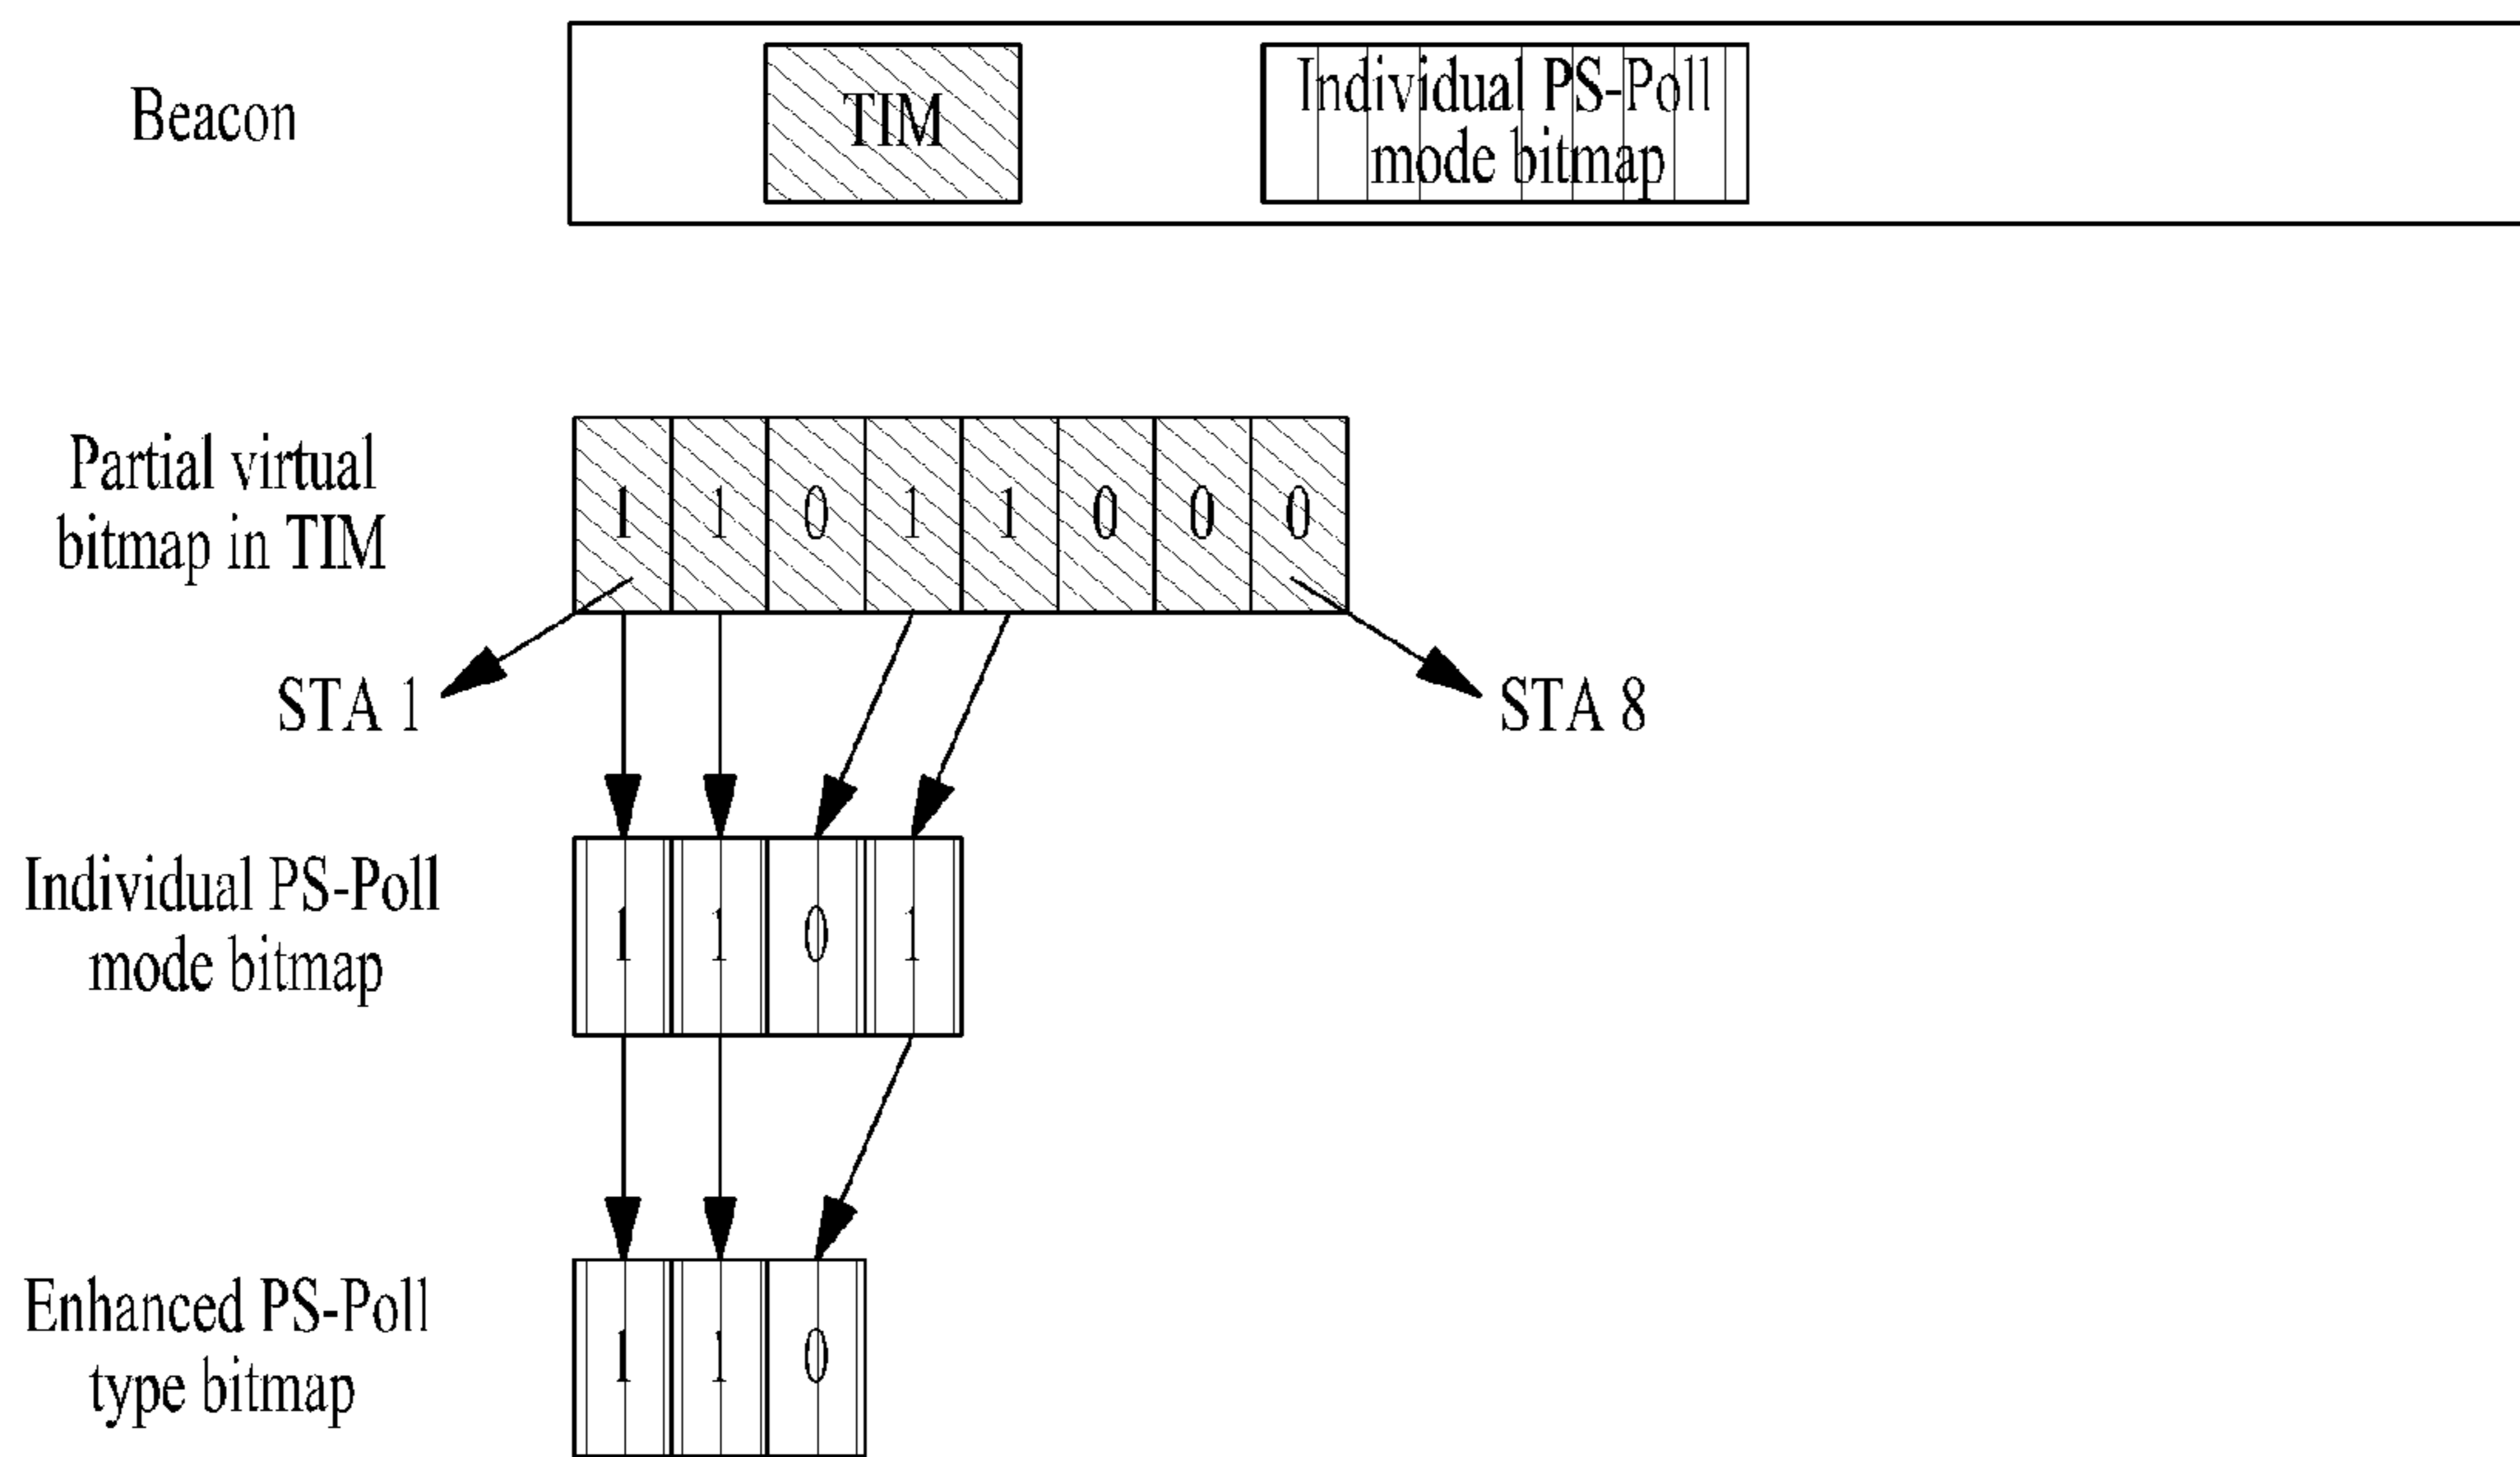 Beacon
TIM
Individual PS-Poll
mode bitmap
Partial virtual
bitmap in TIM
1 1 0 1 1 0 0 0
STA 1
STA 8
Individual PS-Poll
mode bitmap
1 1 0 1
Enhanced PS-Poll
type bitmap
1 1 0